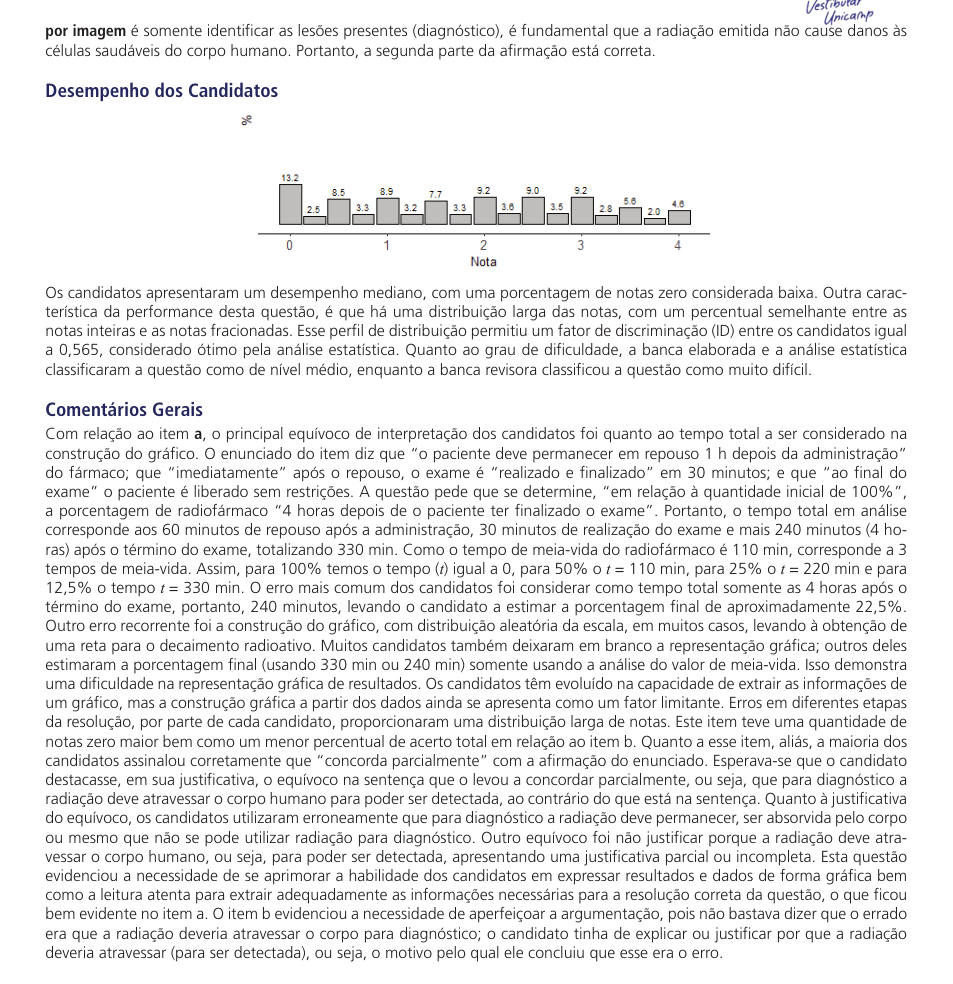 Vestibular
Unicamp
por imagem é somente identificar as lesões presentes (diagnóstico), é fundamental que a radiação emitida não cause danos às
células saudáveis do corpo humano. Portanto, a segunda parte da afirmação está correta.
Desempenho dos Candidatos
%
13.2
2.5
8.5
3.3
8.9
3.2
7.7
3.3
9.2
3.6
9.0
3.5
9.2
2.8
5.6
2.0
4.6
0 1 2 3 4
Nota
Os candidatos apresentaram um desempenho mediano, com uma porcentagem de notas zero considerada baixa. Outra carac-
terística da performance desta questão, é que há uma distribuição larga das notas, com um percentual semelhante entre as
notas inteiras e as notas fracionadas. Esse perfil de distribuição permitiu um fator de discriminação (ID) entre os candidatos igual
a 0,565, considerado ótimo pela análise estatística. Quanto ao grau de dificuldade, a banca elaborada e a análise estatística
classificaram a questão como de nível médio, enquanto a banca revisora classificou a questão como muito difícil.
Comentários Gerais
Com relação ao item a, o principal equívoco de interpretação dos candidatos foi quanto ao tempo total a ser considerado na
construção do gráfico. O enunciado do item diz que “o paciente deve permanecer em repouso 1 h depois da administração”
do fármaco; que “imediatamente” após o repouso, o exame é “realizado e finalizado” em 30 minutos; e que “ao final do
exame” o paciente é liberado sem restrições. A questão pede que se determine, “em relação à quantidade inicial de 100%”,
a porcentagem de radiofármaco “4 horas depois de o paciente ter finalizado o exame”. Portanto, o tempo total em análise
corresponde aos 60 minutos de repouso após a administração, 30 minutos de realização do exame e mais 240 minutos (4 ho-
ras) após o término do exame, totalizando 330 min. Como o tempo de meia-vida do radiofármaco é 110 min, corresponde a 3
tempos de meia-vida. Assim, para 100% temos o tempo (t) igual a 0, para 50% o t = 110 min, para 25% o t = 220 min e para
12,5% o tempo t = 330 min. O erro mais comum dos candidatos foi considerar como tempo total somente as 4 horas após o
término do exame, portanto, 240 minutos, levando o candidato a estimar a porcentagem final de aproximadamente 22,5%.
Outro erro recorrente foi a construção do gráfico, com distribuição aleatória da escala, em muitos casos, levando à obtenção de
uma reta para o decaimento radioativo. Muitos candidatos também deixaram em branco a representação gráfica; outros deles
estimaram a porcentagem final (usando 330 min ou 240 min) somente usando a análise do valor de meia-vida. Isso demonstra
uma dificuldade na representação gráfica de resultados. Os candidatos têm evoluído na capacidade de extrair as informações de
um gráfico, mas a construção gráfica a partir dos dados ainda se apresenta como um fator limitante. Erros em diferentes etapas
da resolução, por parte de cada candidato, proporcionaram uma distribuição larga de notas. Este item teve uma quantidade de
notas zero maior bem como um menor percentual de acerto total em relação ao item b. Quanto a esse item, aliás, a maioria dos
candidatos assinalou corretamente que “concorda parcialmente” com a afirmação do enunciado. Esperava-se que o candidato
destacasse, em sua justificativa, o equívoco na sentença que o levou a concordar parcialmente, ou seja, que para diagnóstico a
radiação deve atravessar o corpo humano para poder ser detectada, ao contrário do que está na sentença. Quanto à justificativa
do equívoco, os candidatos utilizaram erroneamente que para diagnóstico a radiação deve permanecer, ser absorvida pelo corpo
ou mesmo que não se pode utilizar radiação para diagnóstico. Outro equívoco foi não justificar porque a radiação deve atra-
vessar o corpo humano, ou seja, para poder ser detectada, apresentando uma justificativa parcial ou incompleta. Esta questão
evidenciou a necessidade de se aprimorar a habilidade dos candidatos em expressar resultados e dados de forma gráfica bem
como a leitura atenta para extrair adequadamente as informações necessárias para a resolução correta da questão, o que ficou
bem evidente no item a. O item b evidenciou a necessidade de aperfeiçoar a argumentação, pois não bastava dizer que o errado
era que a radiação deveria atravessar o corpo para diagnóstico; o candidato tinha de explicar ou justificar por que a radiação
deveria atravessar (para ser detectada), ou seja, o motivo pelo qual ele concluiu que esse era o erro.